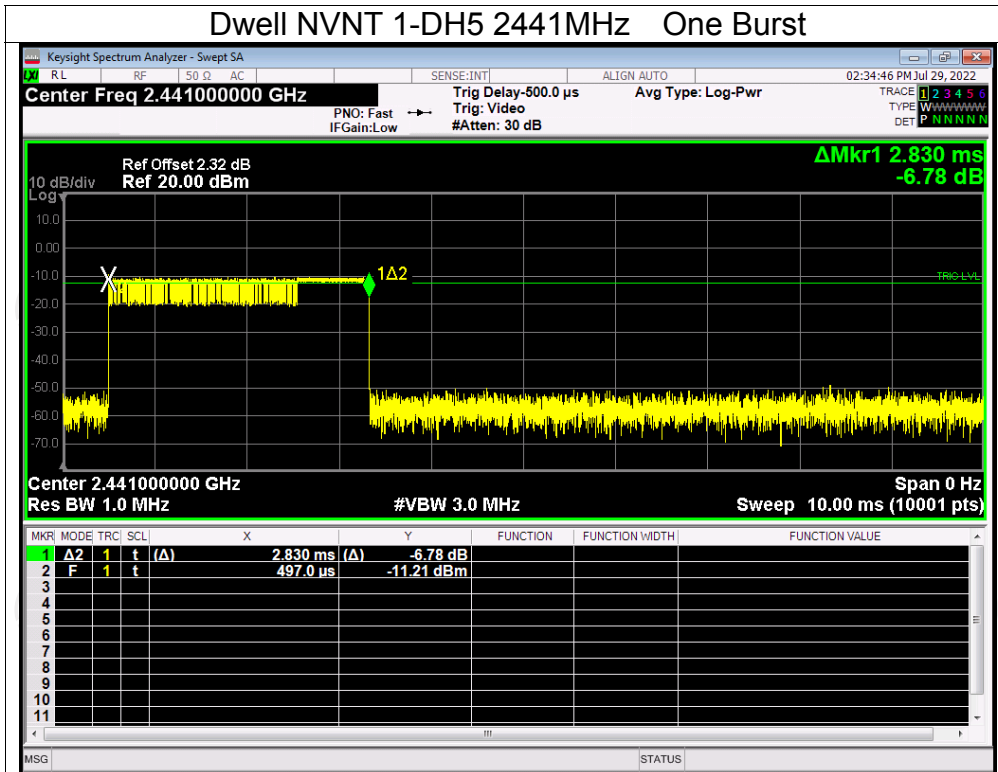 Dwell NVNT 1-DH5 2441MHz One Burst
Keysight Spectrum Analyzer - Swept SA
LXI RL RF 50 Ω AC SENSE:INT ALIGN AUTO 02:34:46 PM Jul 29, 2022
Center Freq 2.441000000 GHz
PNO: Fast
IFGain:Low
Trig Delay-500.0 µs
Trig: Video
#Atten: 30 dB
Avg Type: Log-Pwr
TRACE 1 2 3 4 5 6
TYPE WWWWWWW
DET P N N N N N
ΔMkr1 2.830 ms
-6.78 dB
Ref Offset 2.32 dB
10 dB/div Ref 20.00 dBm
Log
10.0
0.00
-10.0
1Δ2
TRIG LVL
-20.0
-30.0
-40.0
-50.0
-60.0
-70.0
Center 2.441000000 GHz Span 0 Hz
Res BW 1.0 MHz #VBW 3.0 MHz Sweep 10.00 ms (10001 pts)
MKR MODE TRC SCL X Y FUNCTION FUNCTION WIDTH FUNCTION VALUE
1 Δ2 1 t (Δ) 2.830 ms (Δ) -6.78 dB
2 F 1 t 497.0 µs -11.21 dBm
3
4
5
6
7
8
9
10
11
MSG STATUS